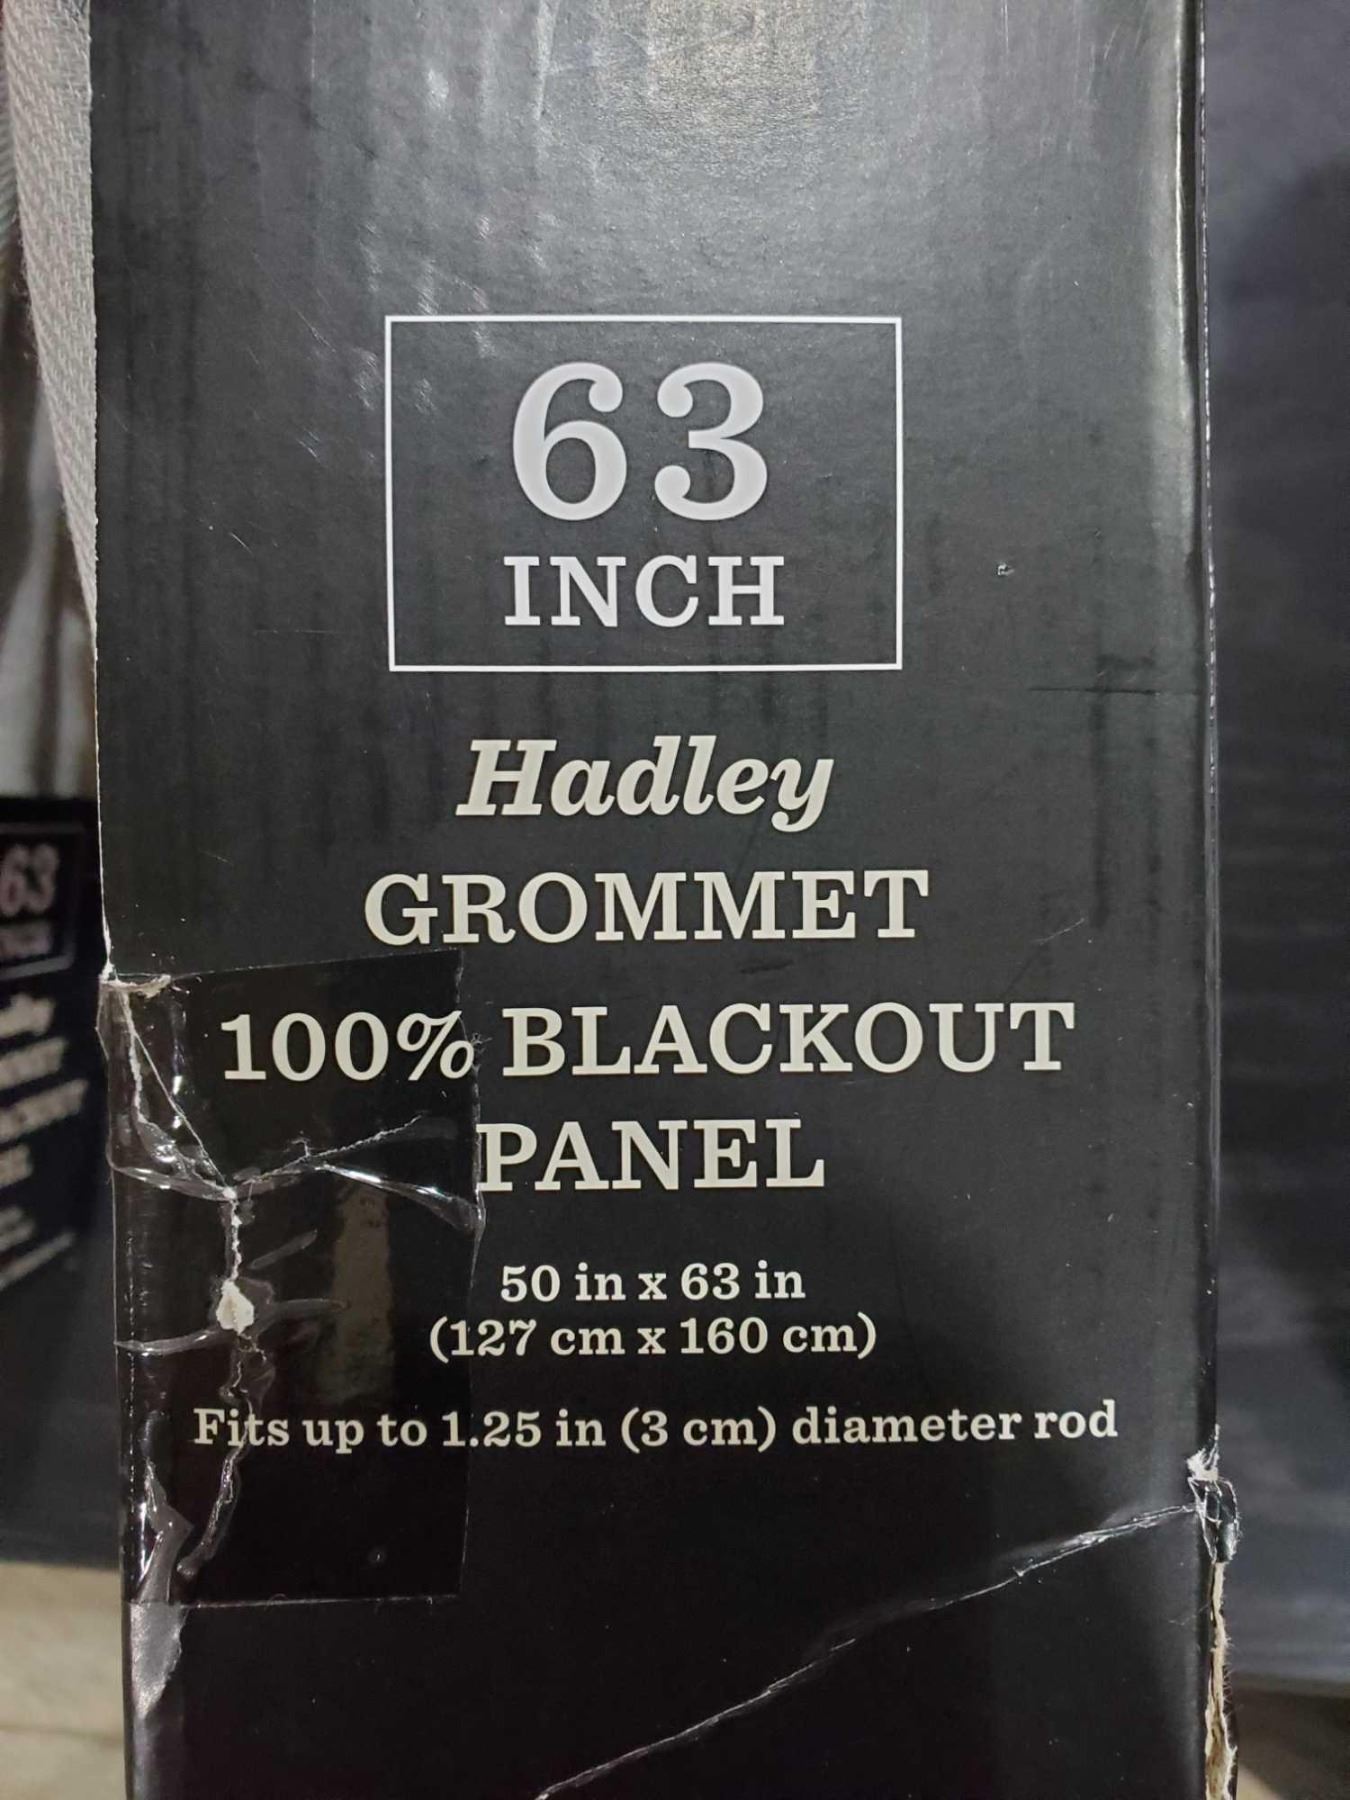 63
INCH
Hadley
GROMMET
100% BLACKOUT
PANEL
50 in x 63 in
(127 cm x 160 cm)
Fits up to 1.25 in (3 cm) diameter rod
63